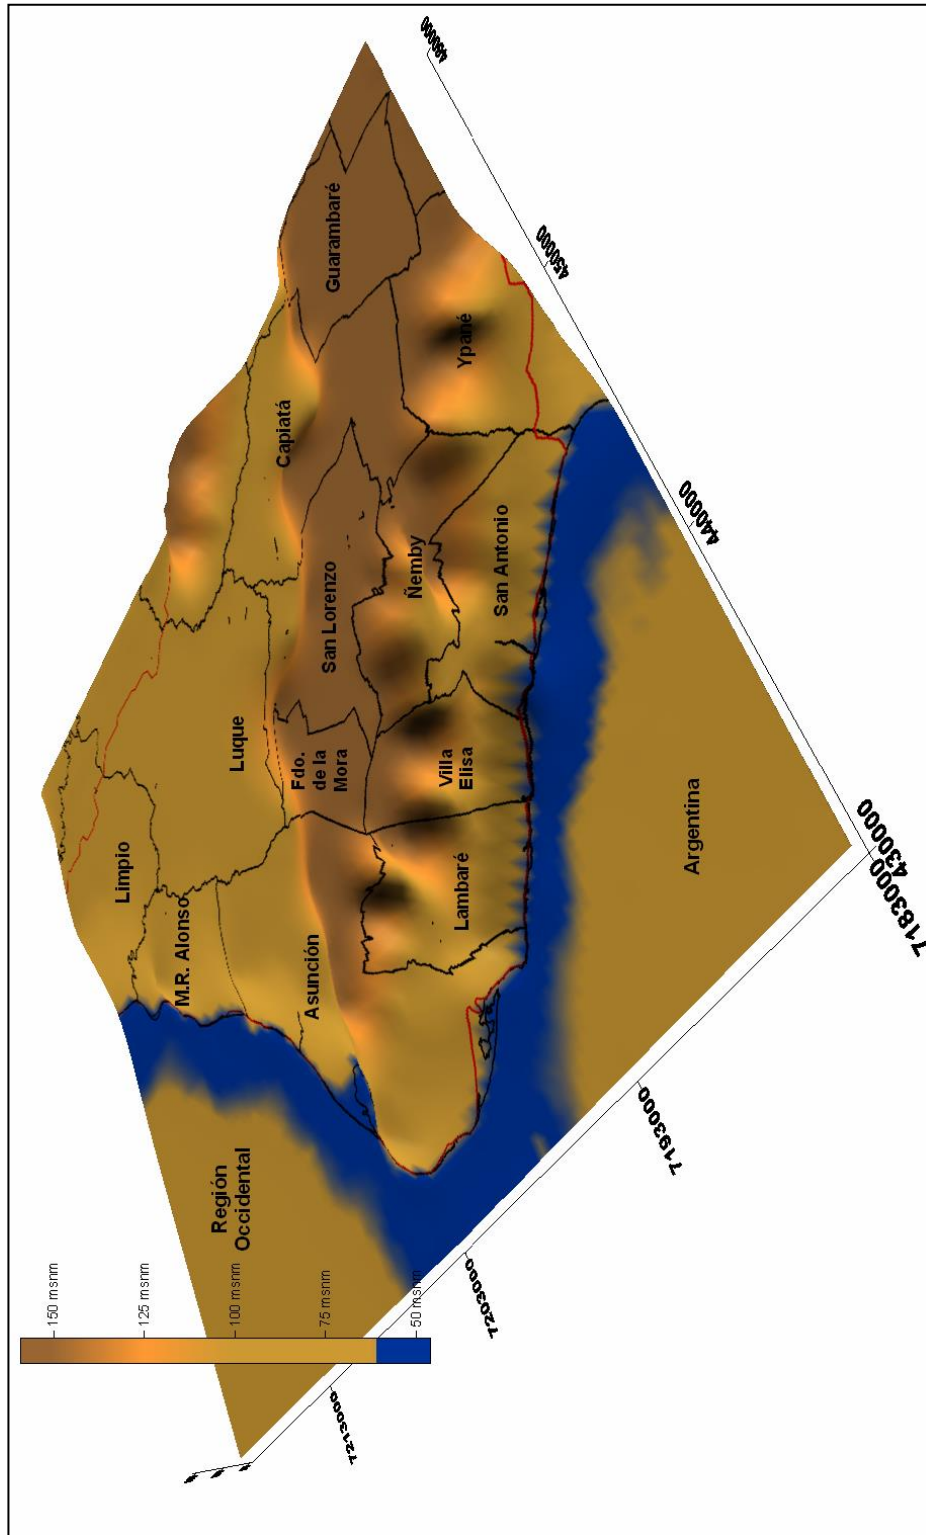 150 msnm
125 msnm
100 msnm
75 msnm
50 msnm
Región
Occidental
Limpio
M.R. Alonso
Luque
Asunción
Capiatá
Guarambaré
San Lorenzo
Fdo.
de la
Mora
Ñemby
Ypané
Lambaré
Villa
Elisa
San Antonio
Argentina
7213000
7203000
7193000
7183000
430000
440000
450000